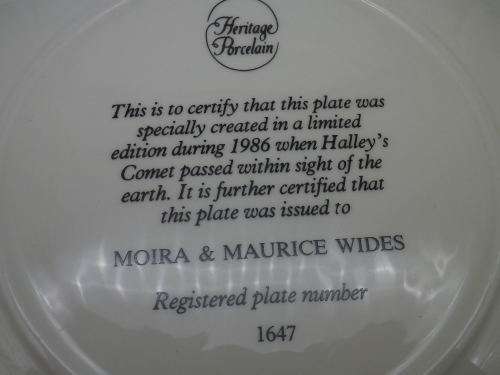 Heritage
Porcelain
This is to certify that this plate was
specially created in a limited
edition during 1986 when Halley's
Comet passed within sight of the
earth. It is further certified that
this plate was issued to
MOIRA & MAURICE WIDES
Registered plate number
1647